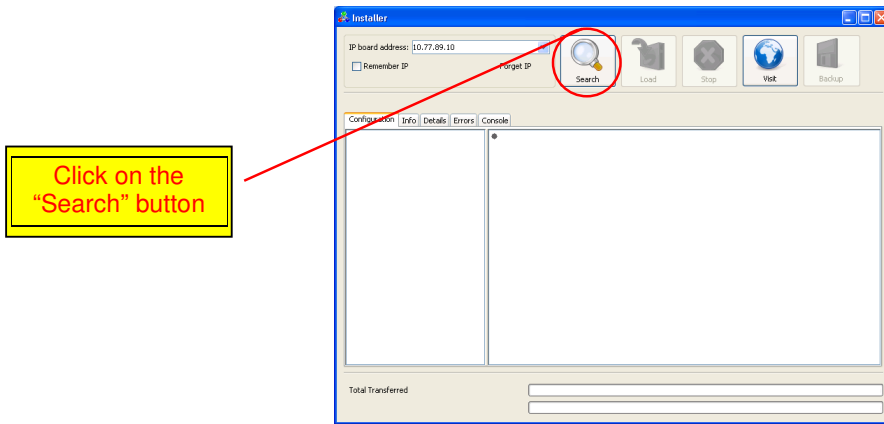 Installer
IP board address: 10.77.89.10
Remember IP
Forget IP
Search
Load
Stop
Visit
Backup
Configuration Info Details Errors Console
Click on the
“Search” button
Total Transferred